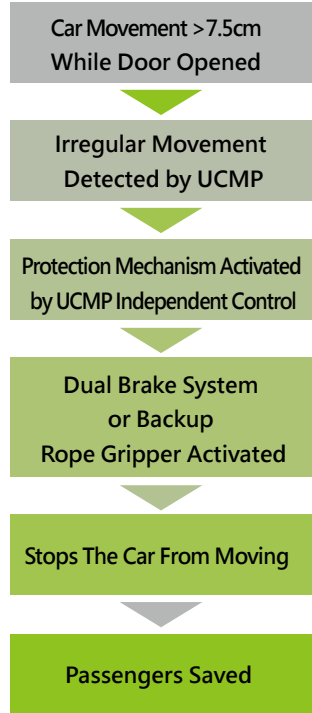 Car Movement >7.5cm
While Door Opened
Irregular Movement
Detected by UCMP
Protection Mechanism Activated
by UCMP Independent Control
Dual Brake System
or Backup
Rope Gripper Activated
Stops The Car From Moving
Passengers Saved